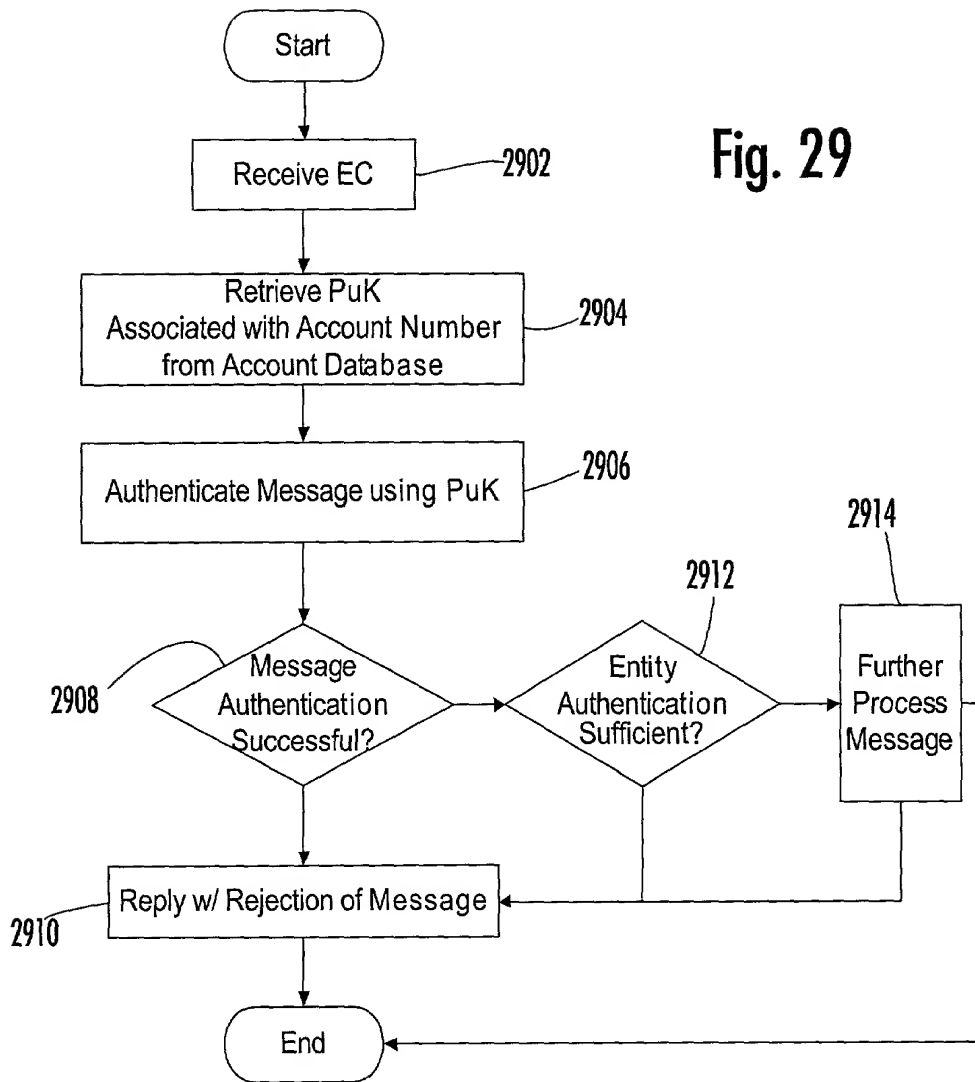 Start
Fig. 29
Receive EC
2902
Retrieve PuK
Associated with Account Number
from Account Database
2904
Authenticate Message using PuK
2906
2914
2912
Message
Authentication
Successful?
2908
Entity
Authentication
Sufficient?
Further
Process
Message
Reply w/ Rejection of Message
2910
End